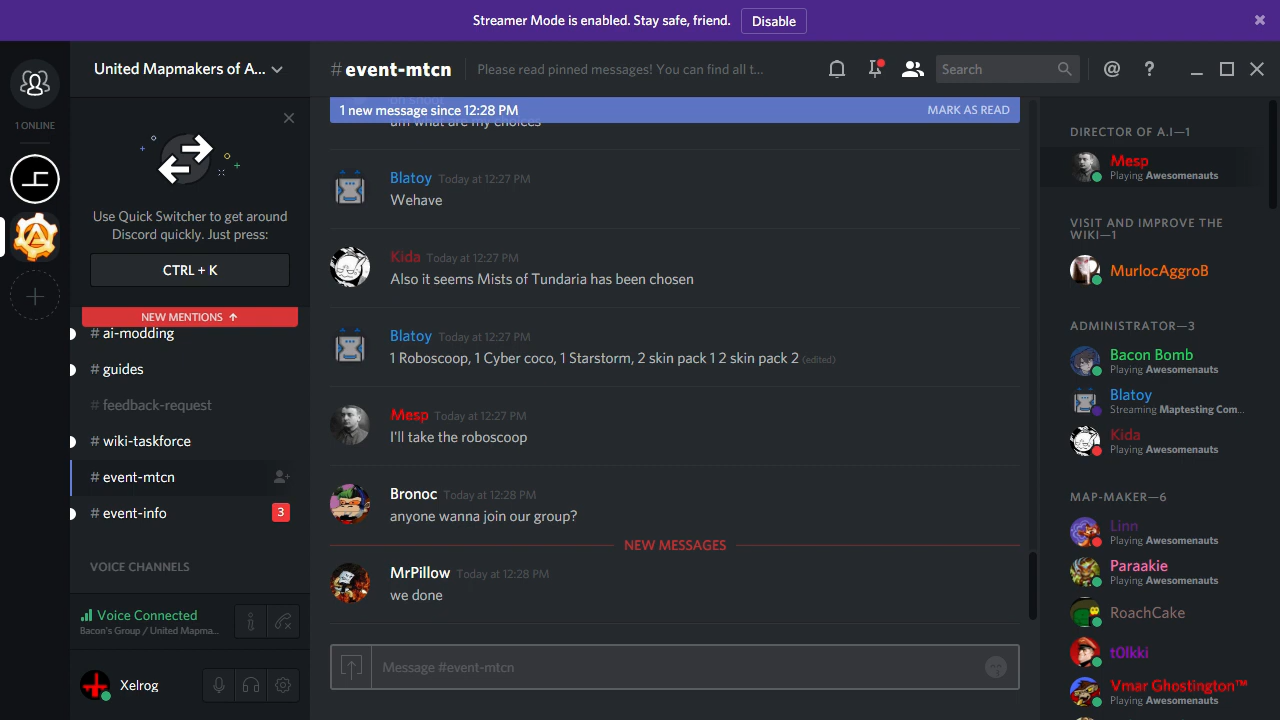 Streamer Mode is enabled. Stay safe, friend. Disable
1 ONLINE
United Mapmakers of A...
Use Quick Switcher to get around
Discord quickly. Just press:
CTRL + K
NEW MENTIONS
# ai-modding
# guides
# feedback-request
# wiki-taskforce
# event-mtcn
# event-info 3
VOICE CHANNELS
Voice Connected
Bacon's Group / United Mapma...
Xelrog
# event-mtcn
Please read pinned messages! You can find all t...
Search
1 new message since 12:28 PM MARK AS READ
um what are my choices
Blatoy Today at 12:27 PM
Wehave
Kida Today at 12:27 PM
Also it seems Mists of Tundaria has been chosen
Blatoy Today at 12:27 PM
1 Roboscoop, 1 Cyber coco, 1 Starstorm, 2 skin pack 1 2 skin pack 2 (edited)
Mesp Today at 12:27 PM
I'll take the roboscoop
Bronoc Today at 12:28 PM
anyone wanna join our group?
NEW MESSAGES
MrPillow Today at 12:28 PM
we done
Message #event-mtcn
DIRECTOR OF A.I—1
Mesp
Playing Awesomenauts
VISIT AND IMPROVE THE
WIKI—1
MurlocAggroB
ADMINISTRATOR—3
Bacon Bomb
Playing Awesomenauts
Blatoy
Streaming Maptesting Com...
Kida
Playing Awesomenauts
MAP-MAKER—6
Linn
Playing Awesomenauts
Paraakie
Playing Awesomenauts
RoachCake
t0lkki
Vmar Ghostington™
Playing Awesomenauts